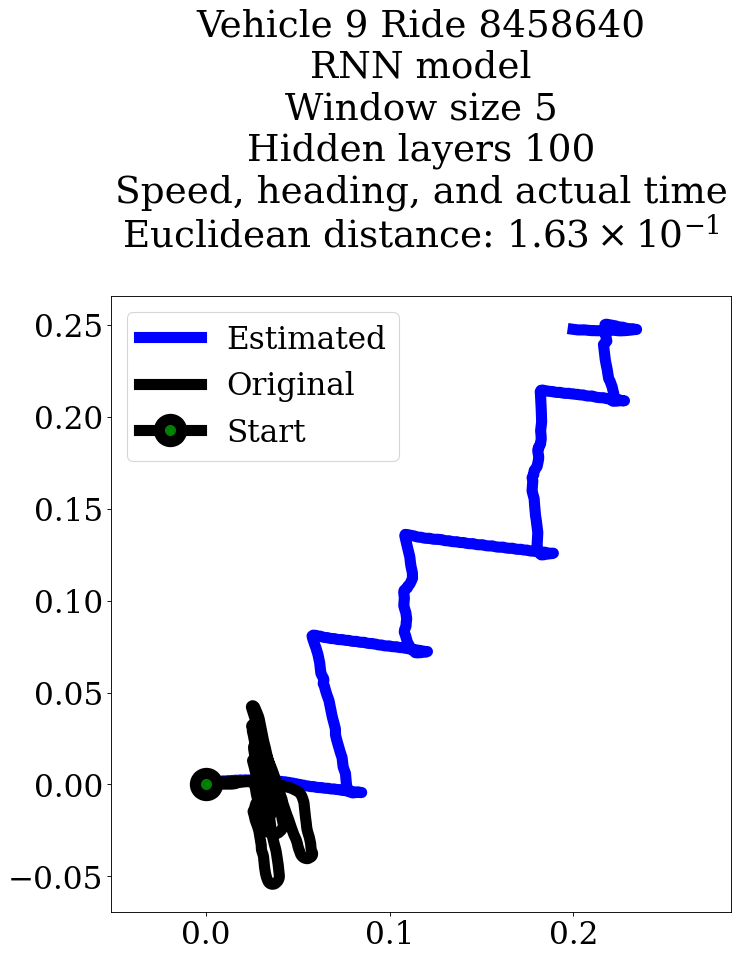 Vehicle 9 Ride 8458640
RNN model
Window size 5
Hidden layers 100
Speed, heading, and actual time
Euclidean distance: 1.63 × 10⁻¹
Estimated
Original
Start
0.25
0.20
0.15
0.10
0.05
0.00
−0.05
0.0 0.1 0.2